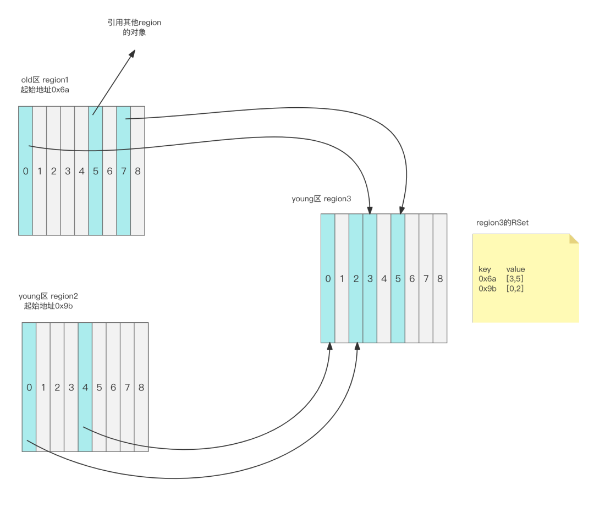 引用其他region
的对象
old区 region1
起始地址0x6a
0 1 2 3 4 5 6 7 8
young区 region3
0 1 2 3 4 5 6 7 8
region3的RSet
key value
0x6a [3,5]
0x9b [0,2]
young区 region2
起始地址0x9b
0 1 2 3 4 5 6 7 8